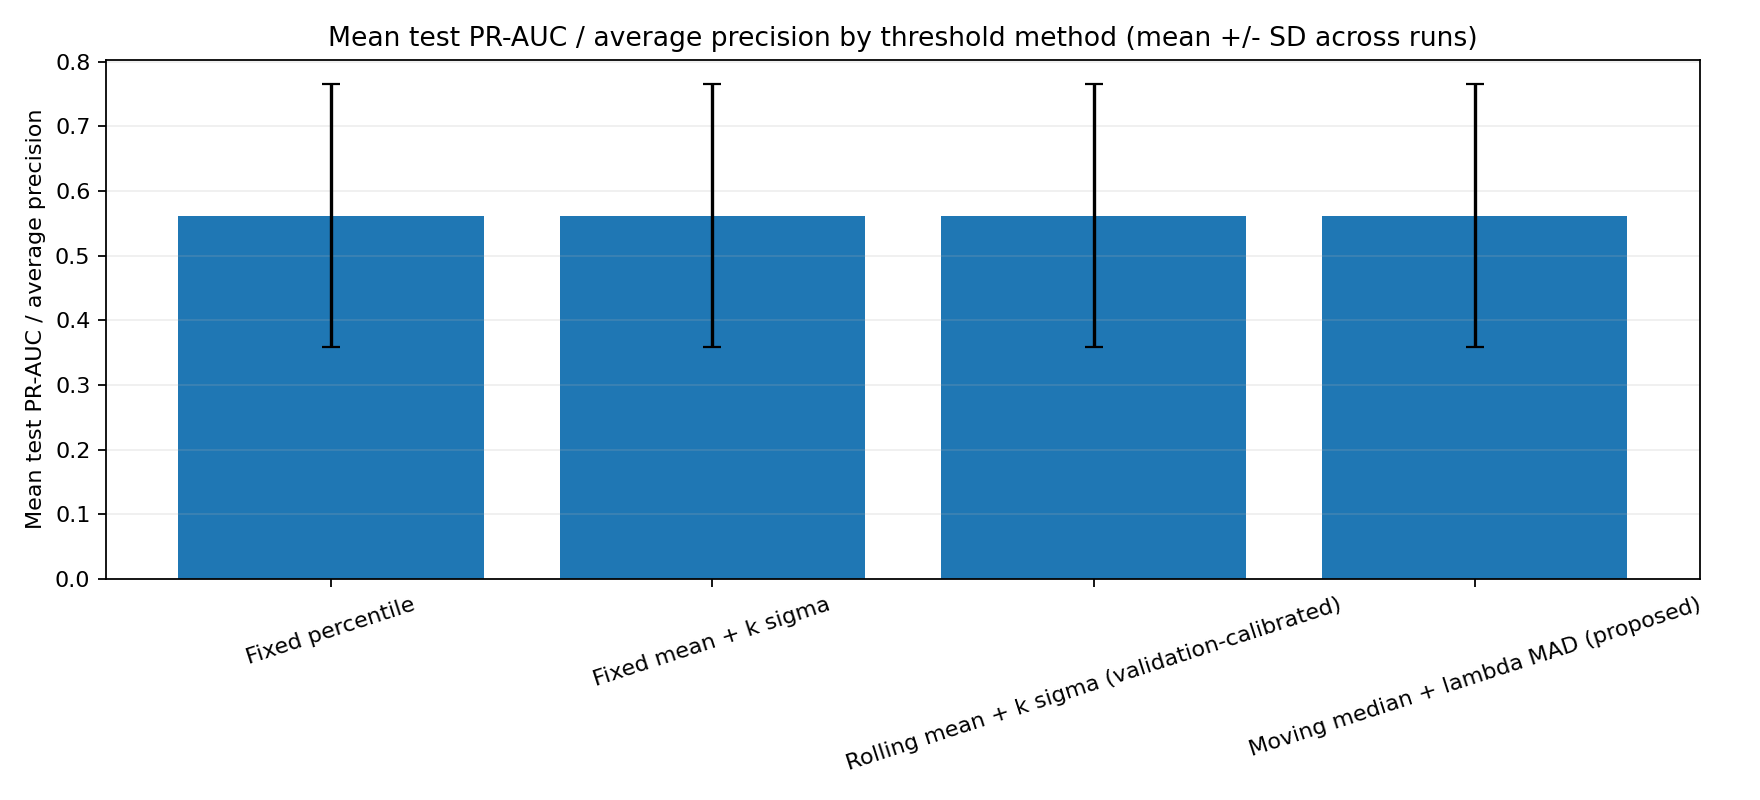 Mean test PR-AUC / average precision by threshold method (mean +/- SD across runs)
Mean test PR-AUC / average precision
0.8
0.7
0.6
0.5
0.4
0.3
0.2
0.1
0.0
Fixed percentile
Fixed mean + k sigma
Rolling mean + k sigma (validation-calibrated)
Moving median + lambda MAD (proposed)